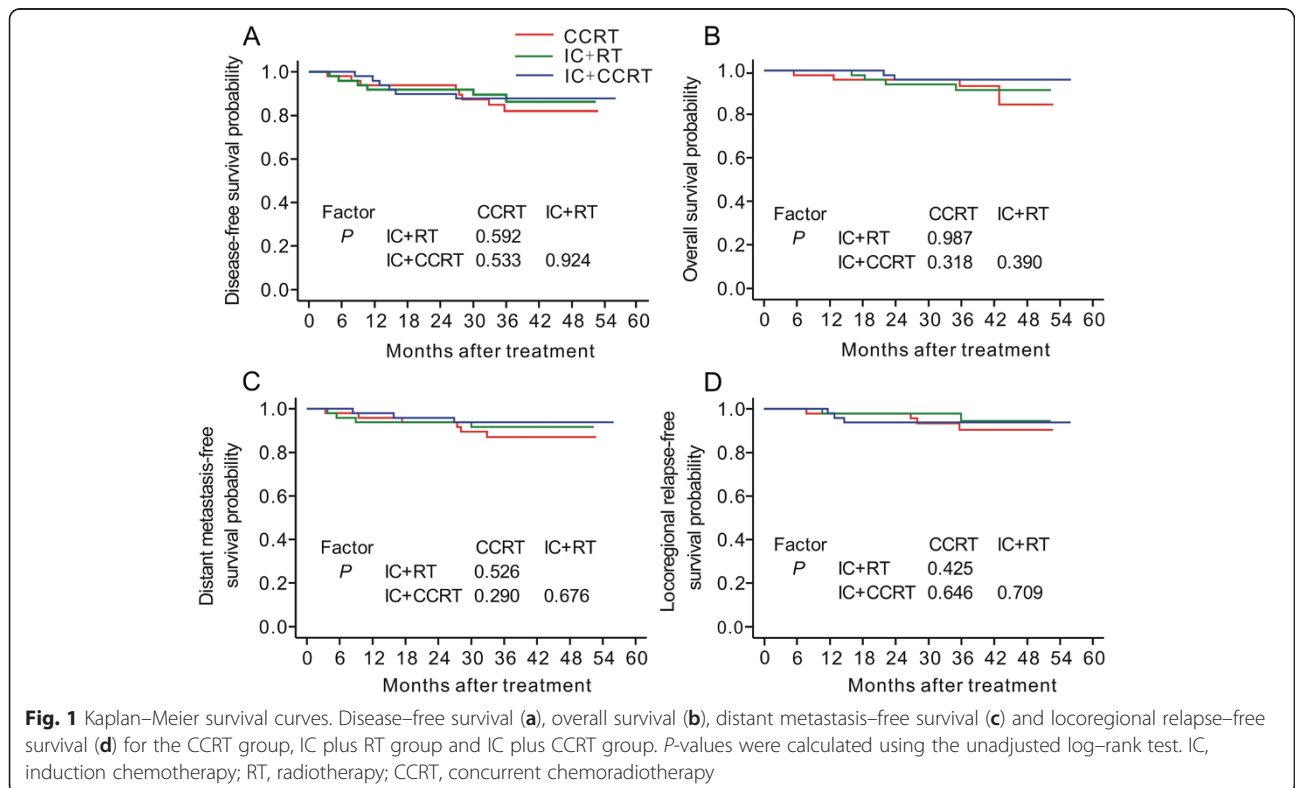 A
CCRT
IC+RT
IC+CCRT
Disease-free survival probability
1.0
0.8
0.6
0.4
0.2
0.0
Factor CCRT IC+RT
P IC+RT 0.592
IC+CCRT 0.533 0.924
0 6 12 18 24 30 36 42 48 54 60
Months after treatment
B
Overall survival probability
1.0
0.8
0.6
0.4
0.2
0.0
Factor CCRT IC+RT
P IC+RT 0.987
IC+CCRT 0.318 0.390
0 6 12 18 24 30 36 42 48 54 60
Months after treatment
C
Distant metastasis-free
survival probability
1.0
0.8
0.6
0.4
0.2
0.0
Factor CCRT IC+RT
P IC+RT 0.526
IC+CCRT 0.290 0.676
0 6 12 18 24 30 36 42 48 54 60
Months after treatment
D
Locoregional relapse-free
survival probability
1.0
0.8
0.6
0.4
0.2
0.0
Factor CCRT IC+RT
P IC+RT 0.425
IC+CCRT 0.646 0.709
0 6 12 18 24 30 36 42 48 54 60
Months after treatment
Fig. 1 Kaplan–Meier survival curves. Disease–free survival (a), overall survival (b), distant metastasis–free survival (c) and locoregional relapse–free
survival (d) for the CCRT group, IC plus RT group and IC plus CCRT group. P-values were calculated using the unadjusted log–rank test. IC,
induction chemotherapy; RT, radiotherapy; CCRT, concurrent chemoradiotherapy